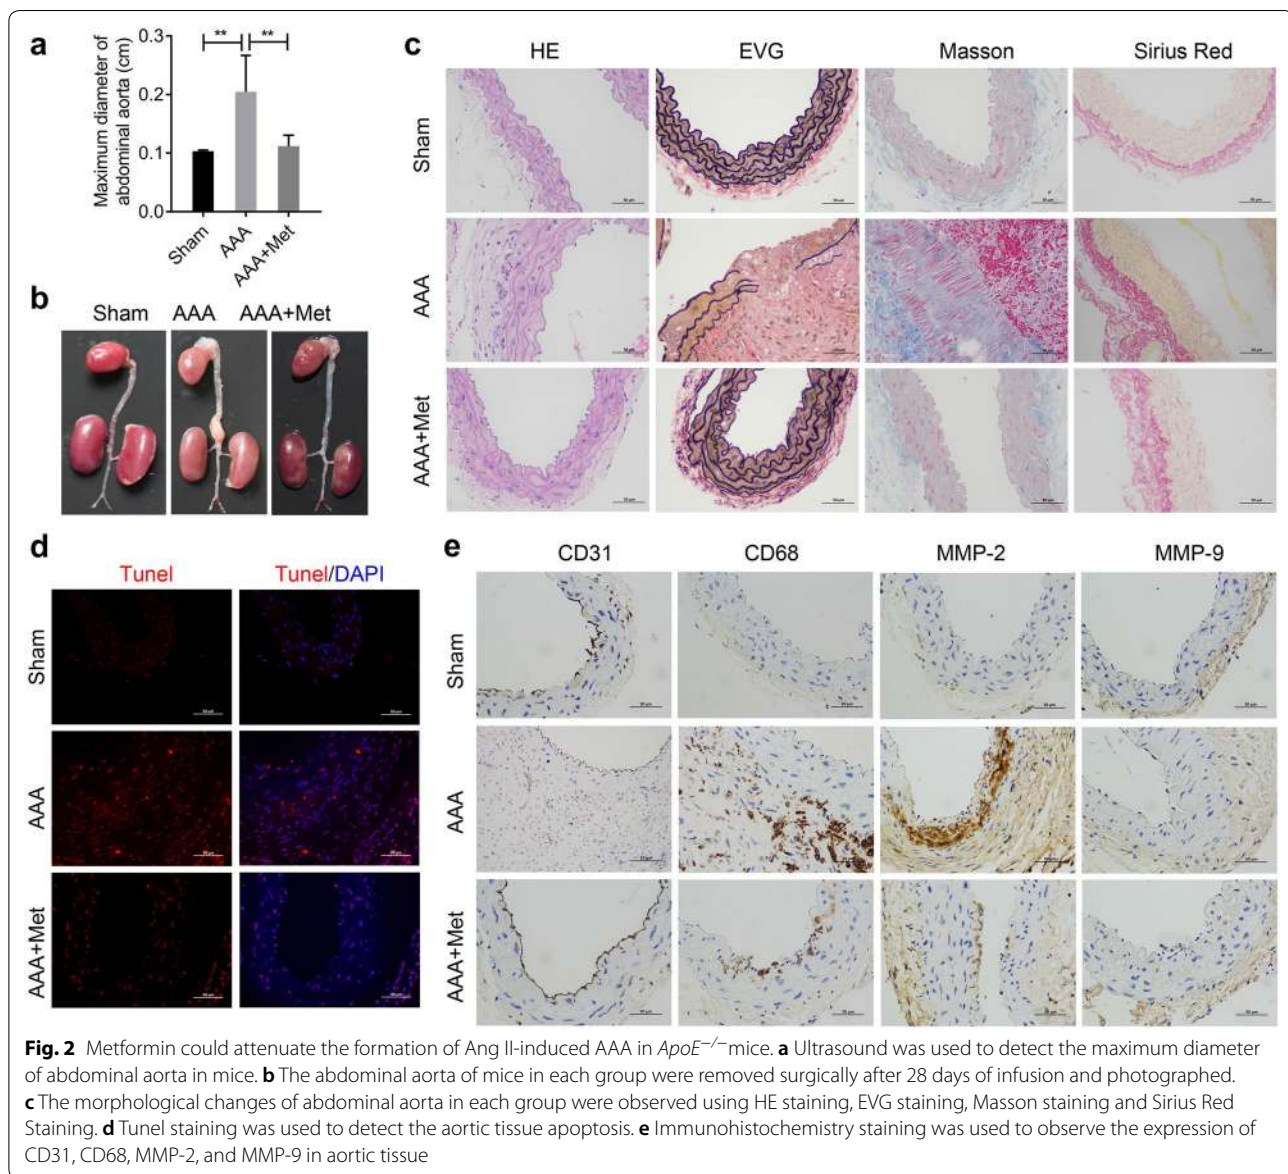 a
Maximum diameter of
abdominal aorta (cm)
0.3
0.2
0.1
0.0
**
**
Sham
AAA
AAA+Met
b
Sham AAA AAA+Met
c
HE EVG Masson Sirius Red
Sham
AAA
AAA+Met
d
Tunel Tunel/DAPI
Sham
AAA
AAA+Met
e
CD31 CD68 MMP-2 MMP-9
Sham
AAA
AAA+Met
Fig. 2 Metformin could attenuate the formation of Ang II-induced AAA in ApoE−/− mice. a Ultrasound was used to detect the maximum diameter
of abdominal aorta in mice. b The abdominal aorta of mice in each group were removed surgically after 28 days of infusion and photographed.
c The morphological changes of abdominal aorta in each group were observed using HE staining, EVG staining, Masson staining and Sirius Red
Staining. d Tunel staining was used to detect the aortic tissue apoptosis. e Immunohistochemistry staining was used to observe the expression of
CD31, CD68, MMP-2, and MMP-9 in aortic tissue